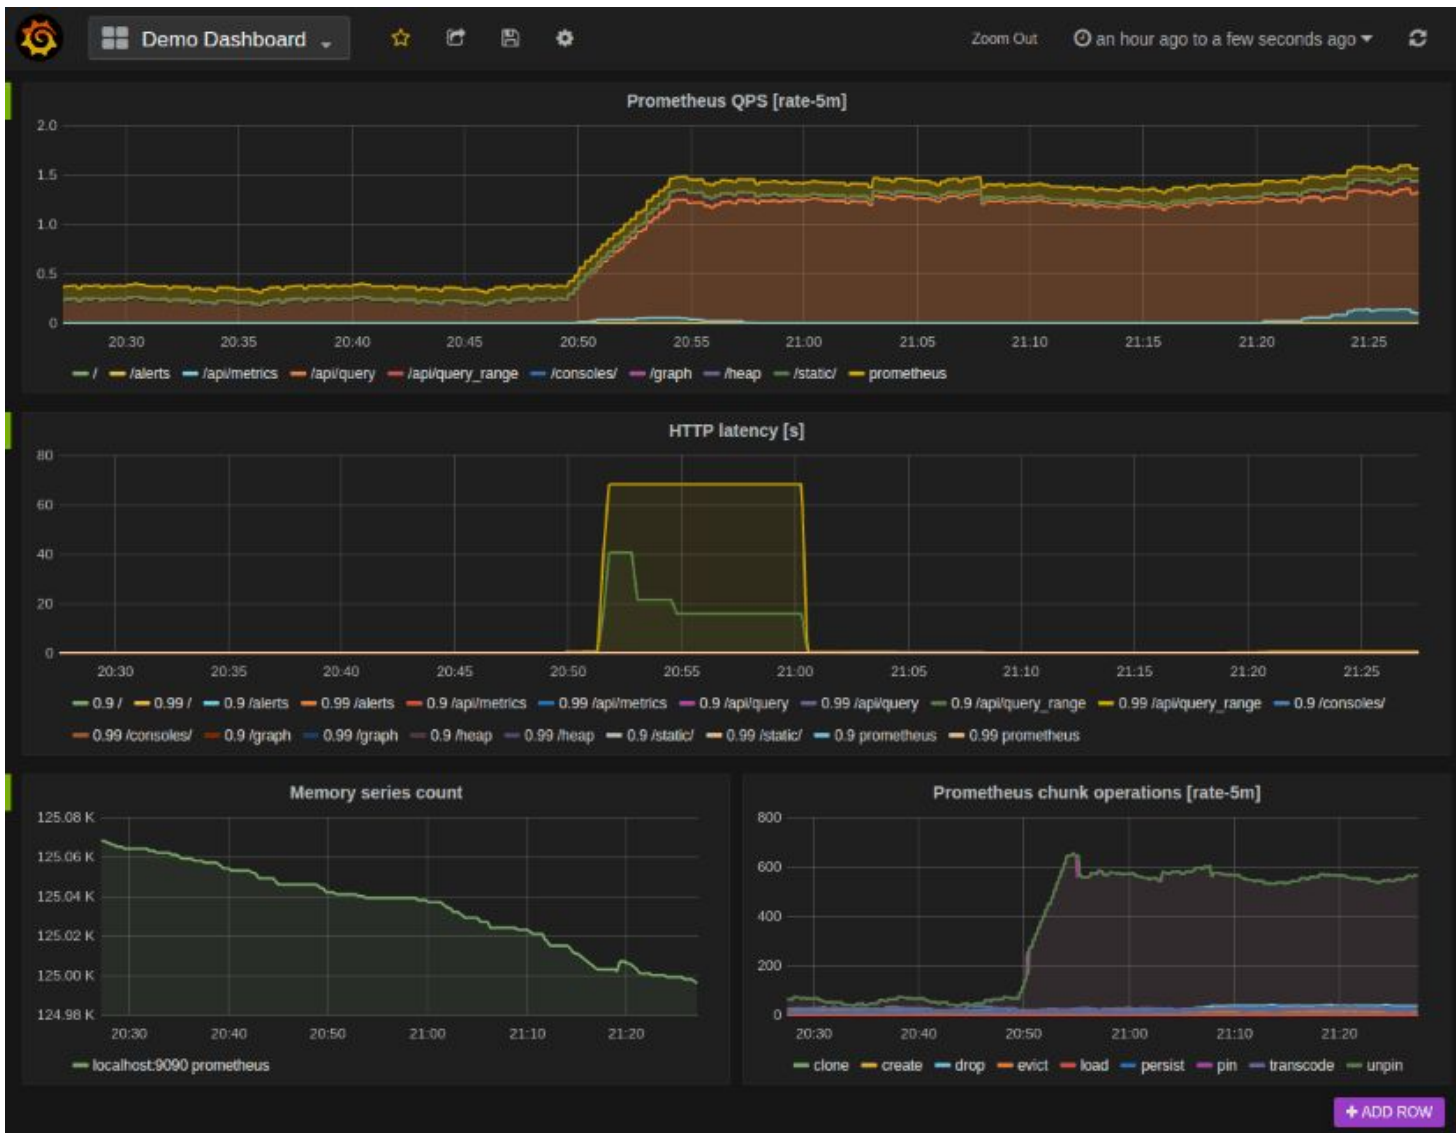 Demo Dashboard
Zoom Out
an hour ago to a few seconds ago
Prometheus QPS [rate-5m]
2.0
1.5
1.0
0.5
0
20:30 20:35 20:40 20:45 20:50 20:55 21:00 21:05 21:10 21:15 21:20 21:25
/ /alerts /api/metrics /api/query /api/query_range /consoles/ /graph /heap /static/ prometheus
HTTP latency [s]
80
60
40
20
0
20:30 20:35 20:40 20:45 20:50 20:55 21:00 21:05 21:10 21:15 21:20 21:25
0.9 / 0.99 / 0.9 /alerts 0.99 /alerts 0.9 /api/metrics 0.99 /api/metrics 0.9 /api/query 0.99 /api/query 0.9 /api/query_range 0.99 /api/query_range 0.9 /consoles/
0.99 /consoles/ 0.9 /graph 0.99 /graph 0.9 /heap 0.99 /heap 0.9 /static/ 0.99 /static/ 0.9 prometheus 0.99 prometheus
Memory series count
125.08 K
125.06 K
125.04 K
125.02 K
125.00 K
124.98 K
20:30 20:40 20:50 21:00 21:10 21:20
localhost:9090 prometheus
Prometheus chunk operations [rate-5m]
800
600
400
200
0
20:30 20:40 20:50 21:00 21:10 21:20
clone create drop evict load persist pin transcode unpin
+ ADD ROW